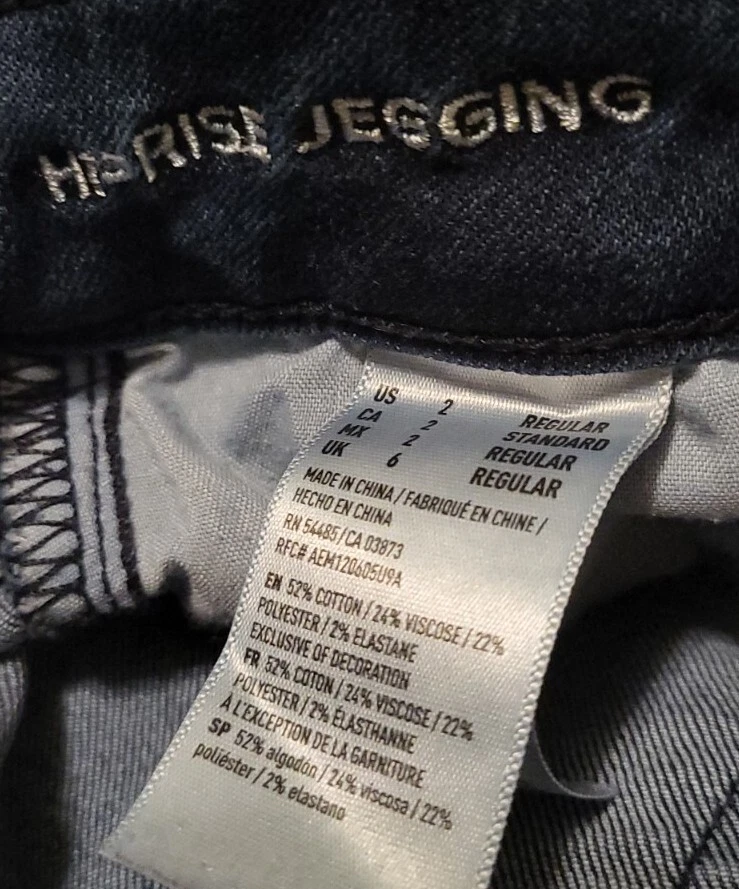 HI-RISE JEGGING
US 2 REGULAR
CA 2 STANDARD
MX 2 REGULAR
UK 6 REGULAR
MADE IN CHINA / FABRIQUÉ EN CHINE /
HECHO EN CHINA
RN 54485 / CA 03873
RFC# AEM120605U9A
EN 52% COTTON / 24% VISCOSE / 22%
POLYESTER / 2% ELASTANE
EXCLUSIVE OF DECORATION
FR 52% COTON / 24% VISCOSE / 22%
POLYESTER / 2% ÉLASTHANNE
À L'EXCEPTION DE LA GARNITURE
SP 52% algodón / 24% viscosa / 22%
poliéster / 2% elastano